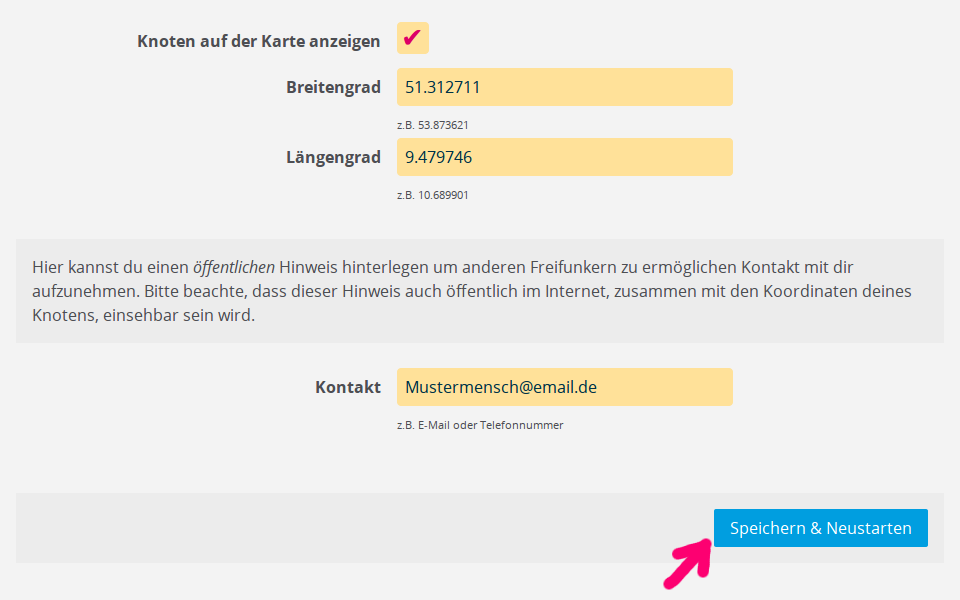 Knoten auf der Karte anzeigen ✔
Breitengrad 51.312711
z.B. 53.873621
Längengrad 9.479746
z.B. 10.689901
Hier kannst du einen öffentlichen Hinweis hinterlegen um anderen Freifunkern zu ermöglichen Kontakt mit dir
aufzunehmen. Bitte beachte, dass dieser Hinweis auch öffentlich im Internet, zusammen mit den Koordinaten deines
Knotens, einsehbar sein wird.
Kontakt Mustermensch@email.de
z.B. E-Mail oder Telefonnummer
Speichern & Neustarten